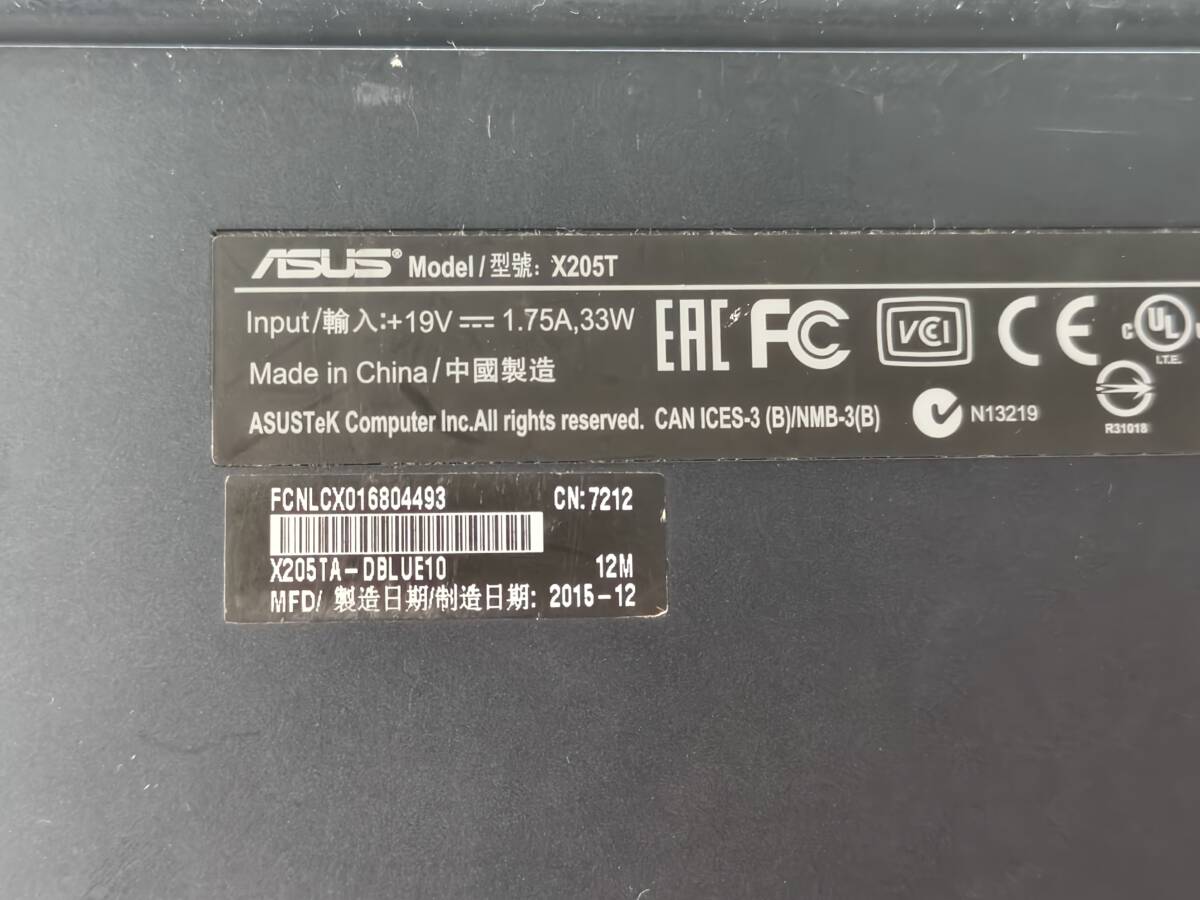 ASUS® Model/型號: X205T
Input/輸入:+19V⎓1.75A,33W
EAC FC VCCI CE c UL
I.T.E.
Made in China/中國製造
ASUSTeK Computer Inc.All rights reserved. CAN ICES-3 (B)/NMB-3(B) N13219
R31018
FCNLCX016804493 CN:7212
X205TA-DBLUE10 12M
MFD/ 製造日期/制造日期: 2015-12